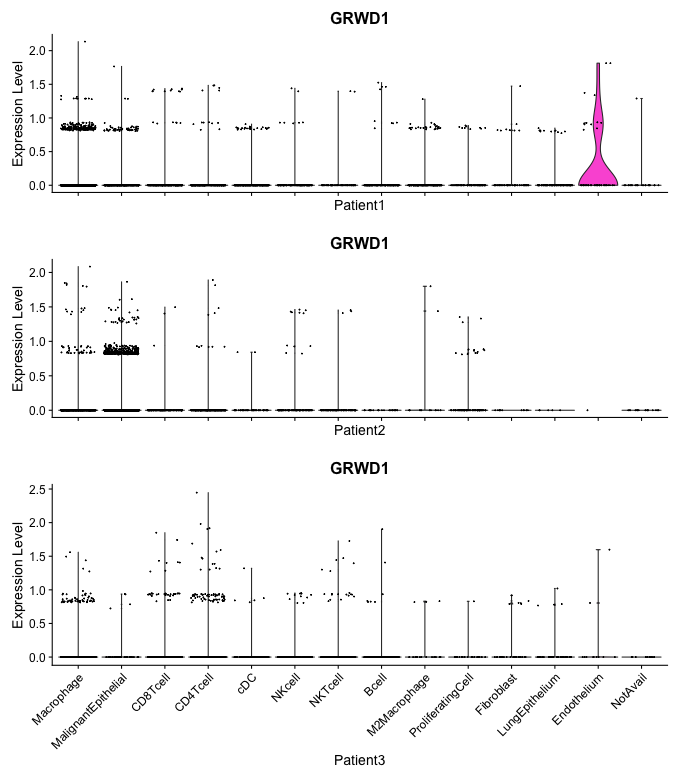 GRWD1
Expression Level
2.0
1.5
1.0
0.5
0.0
Patient1
GRWD1
Expression Level
2.0
1.5
1.0
0.5
0.0
Patient2
GRWD1
Expression Level
2.5
2.0
1.5
1.0
0.5
0.0
Macrophage
MalignantEpithelial
CD8Tcell
CD4Tcell
cDC
NKcell
NKTcell
Bcell
M2Macrophage
ProliferatingCell
Fibroblast
LungEpithelium
Endothelium
NotAvail
Patient3